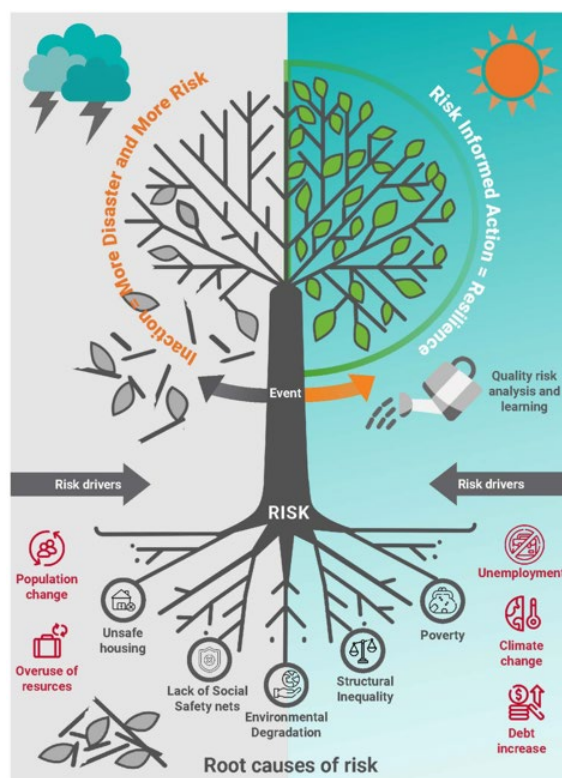 Inaction = More Disaster and More Risk
Risk Informed Action = Resilience
Event
Quality risk
analysis and
learning
Risk drivers
Risk drivers
RISK
Population
change
Overuse of
resurces
Unsafe
housing
Lack of Social
Safety nets
Environmental
Degradation
Structural
Inequality
Poverty
Unemployment
Climate
change
Debt
increase
Root causes of risk